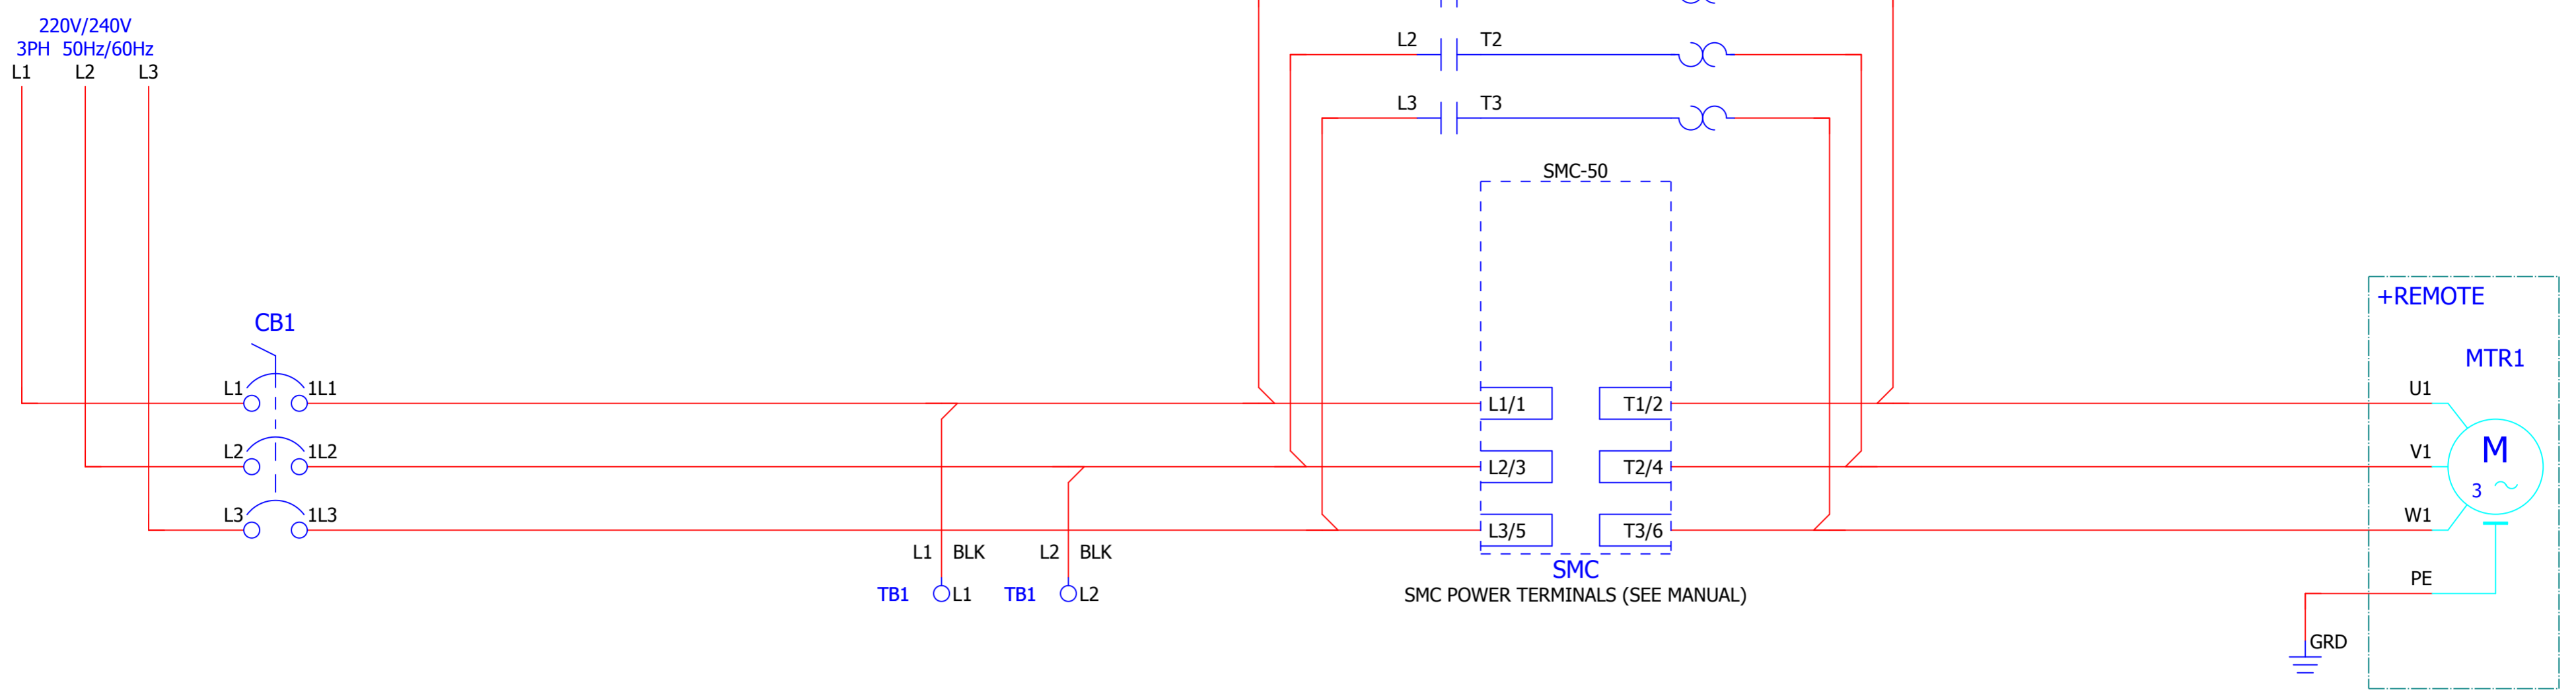 220V/240V
3PH 50Hz/60Hz
L1 L2 L3
L2 T2
L3 T3
SMC-50
+REMOTE
CB1
MTR1
L1 1L1
L1/1 T1/2
U1
L2 1L2
L2/3 T2/4
V1
M
3
L3 1L3
L3/5 T3/6
W1
L1 BLK L2 BLK
SMC
PE
TB1 L1 TB1 L2
SMC POWER TERMINALS (SEE MANUAL)
GRD